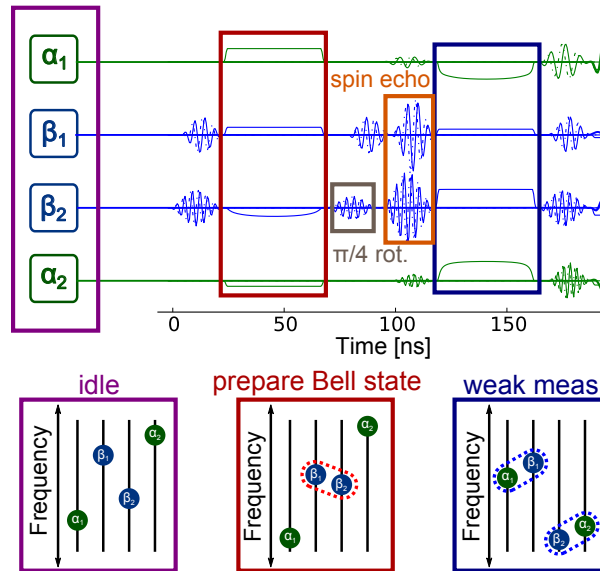 α1
β1
β2
α2
spin echo
π/4 rot.
0 50 100 150
Time [ns]
idle
prepare Bell state
weak meas
Frequency
α1
β1
β2
α2
Frequency
α1
β1
β2
α2
Frequency
α1
β1
β2
α2